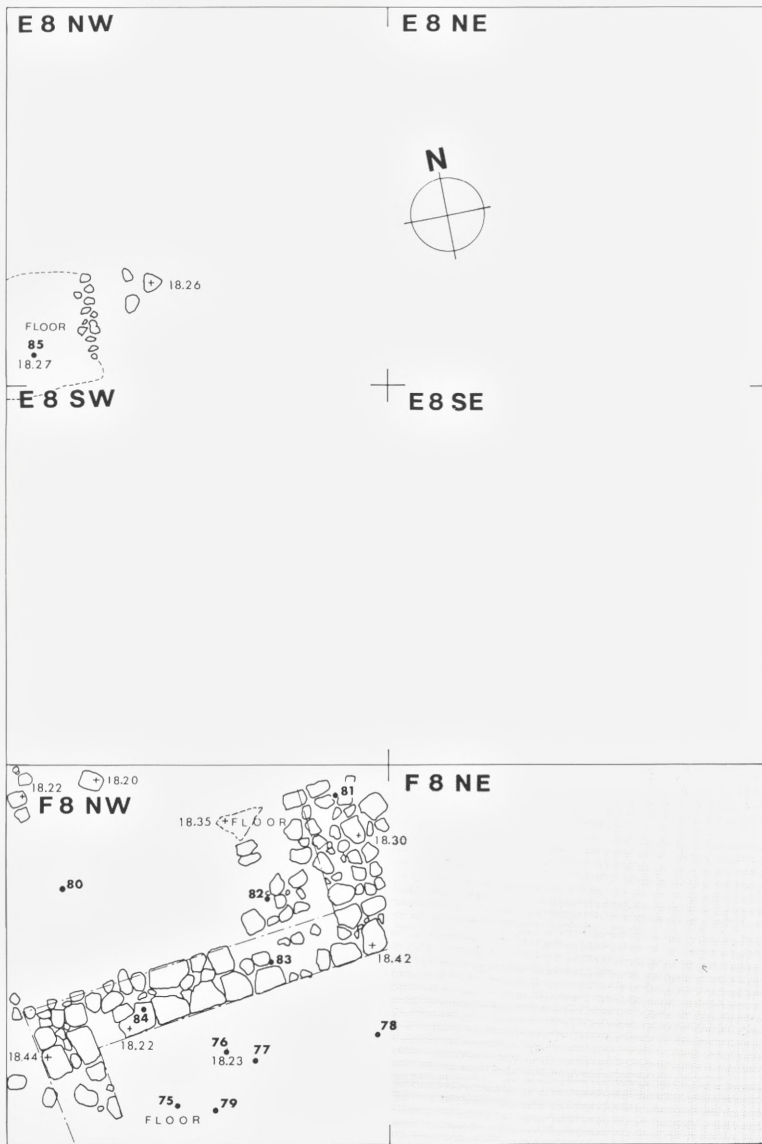 E 8 NW
E 8 NE
N
18.26
FLOOR
85
18.27
E 8 SW
E 8 SE
18.22
18.20
F 8 NW
F 8 NE
81
18.35
FLOOR
18.30
80
82
18.42
83
84
18.22
78
18.44
76
18.23
77
75
79
FLOOR